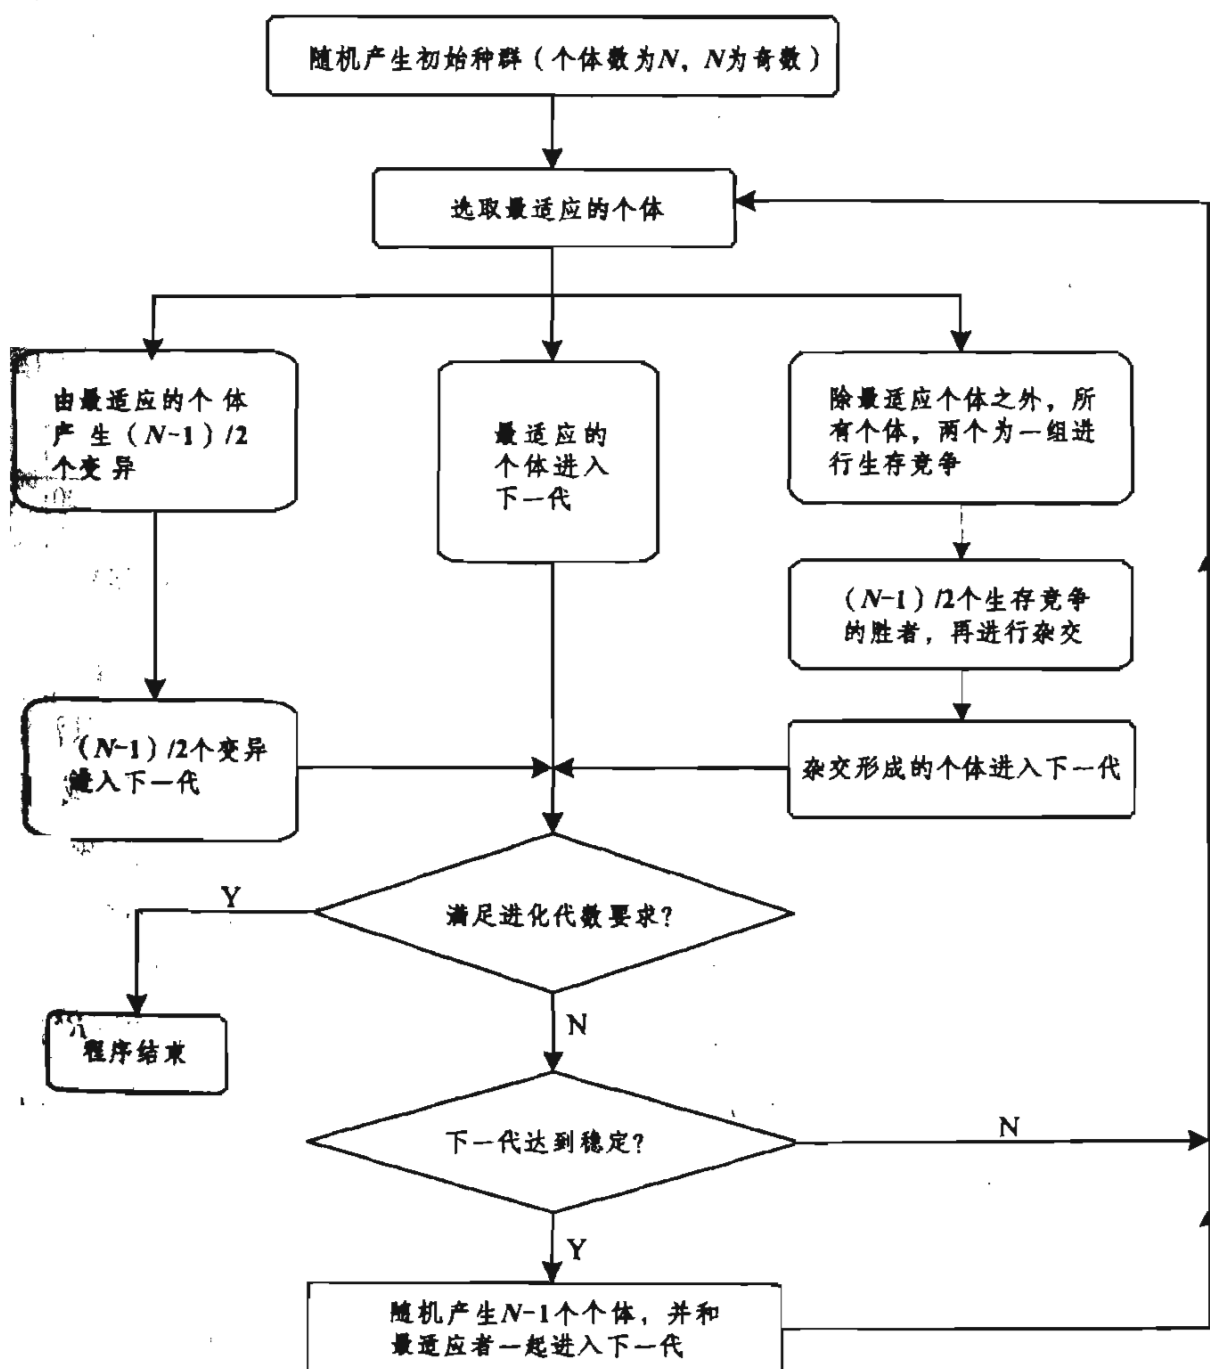 随机产生初始种群（个体数为N，N为奇数）
选取最适应的个体
由最适应的个体
产生（N-1）/2
个变异
最适应的
个体进入
下一代
除最适应个体之外，所
有个体，两个为一组进
行生存竞争
（N-1）/2个生存竞争
的胜者，再进行杂交
（N-1）/2个变异
进入下一代
杂交形成的个体进入下一代
Y
满足进化代数要求？
N
程序结束
下一代达到稳定？
N
Y
随机产生N-1个个体，并和
最适应者一起进入下一代